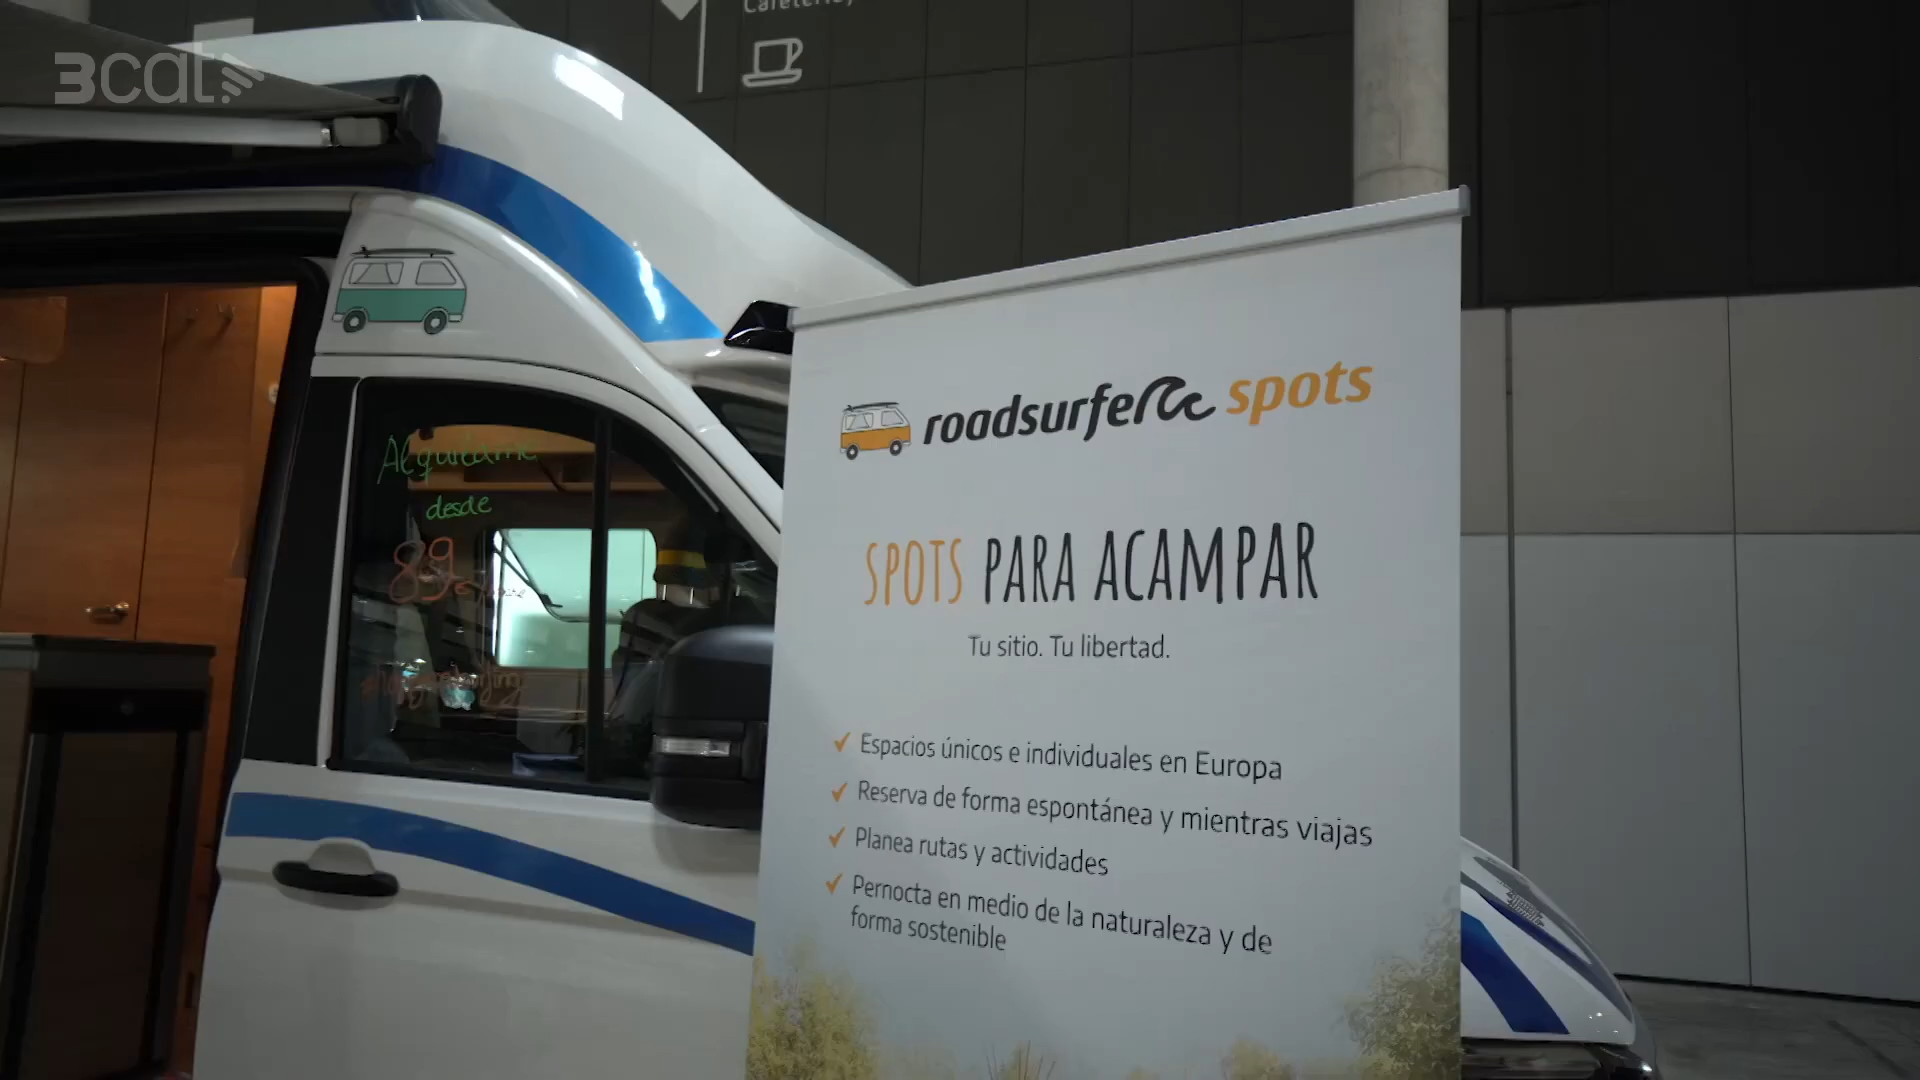 3cat
Alquílame
desde
89€
roadsurfer spots
SPOTS PARA ACAMPAR
Tu sitio. Tu libertad.
Espacios únicos e individuales en Europa
Reserva de forma espontánea y mientras viajas
Planea rutas y actividades
Pernocta en medio de la naturaleza y de
forma sostenible